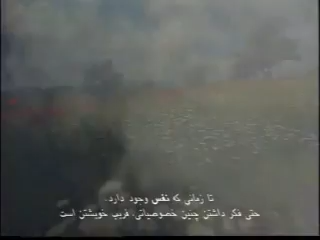 تا زمانی که نفس وجود دارد.
حتی فکر داشتن چنین خصوصیاتی، فریب خویشتن است